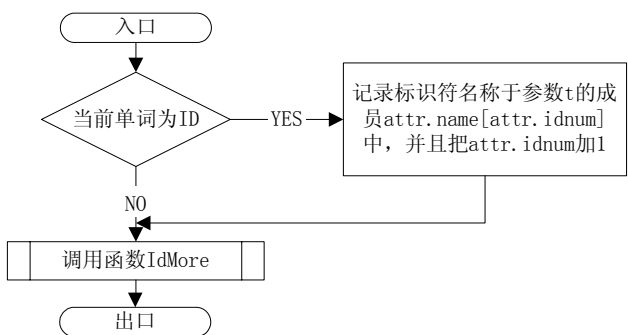 入口
当前单词为ID
YES
记录标识符名称于参数t的成
员attr.name[attr.idnum]
中，并且把attr.idnum加1
NO
调用函数IdMore
出口